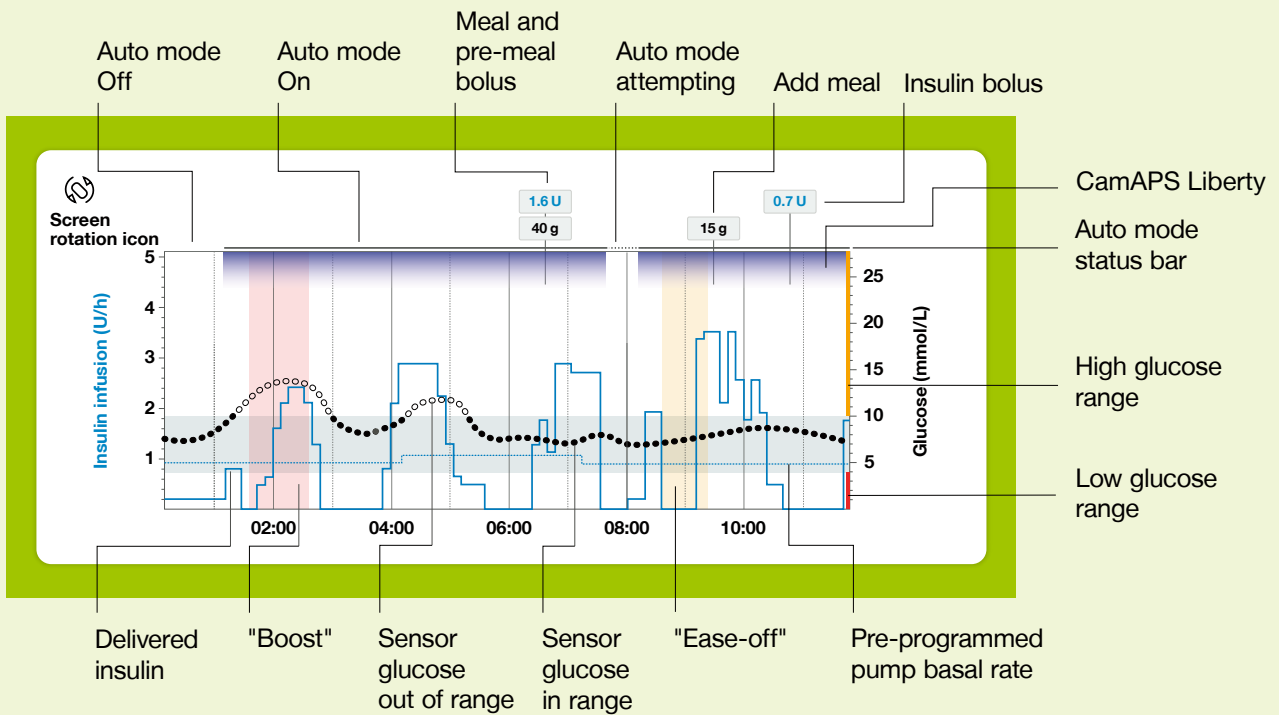 Auto mode
Off
Auto mode
On
Meal and
pre-meal
bolus
Auto mode
attempting
Add meal
Insulin bolus
CamAPS Liberty
Auto mode
status bar
High glucose
range
Low glucose
range
Screen
rotation icon
1.6 U
40 g
15 g
0.7 U
Insulin infusion (U/h)
5
4
3
2
1
25
20
15
10
5
Glucose (mmol/L)
02:00
04:00
06:00
08:00
10:00
Delivered
insulin
"Boost"
Sensor
glucose
out of range
Sensor
glucose
in range
"Ease-off"
Pre-programmed
pump basal rate